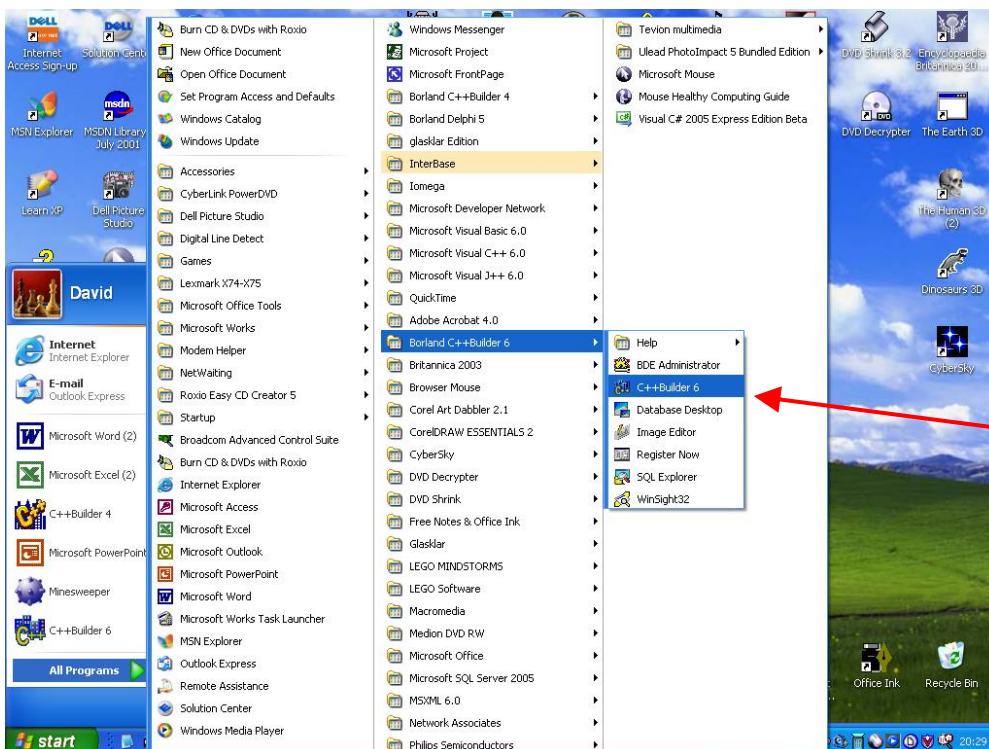 DELL
Internet
Access Sign-up
DELL
Solution Cent
MSN Explorer
msdn
MSDN Library
July 2001
Learn XP
Dell Picture
Studio
David
Internet
Internet Explorer
E-mail
Outlook Express
Microsoft Word (2)
Microsoft Excel (2)
C++Builder 4
Microsoft PowerPoint
Minesweeper
C++Builder 6
All Programs
start
Burn CD & DVDs with Roxio
New Office Document
Open Office Document
Set Program Access and Defaults
Windows Catalog
Windows Update
Accessories
CyberLink PowerDVD
Dell Picture Studio
Digital Line Detect
Games
Lexmark X74-X75
Microsoft Office Tools
Microsoft Works
Modem Helper
NetWaiting
Roxio Easy CD Creator 5
Startup
Broadcom Advanced Control Suite
Burn CD & DVDs with Roxio
Internet Explorer
Microsoft Access
Microsoft Excel
Microsoft Outlook
Microsoft PowerPoint
Microsoft Word
Microsoft Works Task Launcher
MSN Explorer
Outlook Express
Remote Assistance
Solution Center
Windows Media Player
Windows Messenger
Microsoft Project
Microsoft FrontPage
Borland C++Builder 4
Borland Delphi 5
glasklar Edition
InterBase
Iomega
Microsoft Developer Network
Microsoft Visual Basic 6.0
Microsoft Visual C++ 6.0
Microsoft Visual J++ 6.0
QuickTime
Adobe Acrobat 4.0
Borland C++Builder 6
Britannica 2003
Browser Mouse
Corel Art Dabbler 2.1
CorelDRAW ESSENTIALS 2
CyberSky
DVD Decrypter
DVD Shrink
Free Notes & Office Ink
Glasklar
LEGO MINDSTORMS
LEGO Software
Macromedia
Medion DVD RW
Microsoft Office
Microsoft SQL Server 2005
MSXML 6.0
Network Associates
Philips Semiconductors
Tevion multimedia
Ulead PhotoImpact 5 Bundled Edition
Microsoft Mouse
Mouse Healthy Computing Guide
Visual C# 2005 Express Edition Beta
Help
BDE Administrator
C++Builder 6
Database Desktop
Image Editor
Register Now
SQL Explorer
WinSight32
DVD Shrink 3.2
Encyclopaedia
Britannica 20...
DVD Decrypter
The Earth 3D
The Human 3D
(2)
Dinosaurs 3D
CyberSky
Office Ink
Recycle Bin
20:29